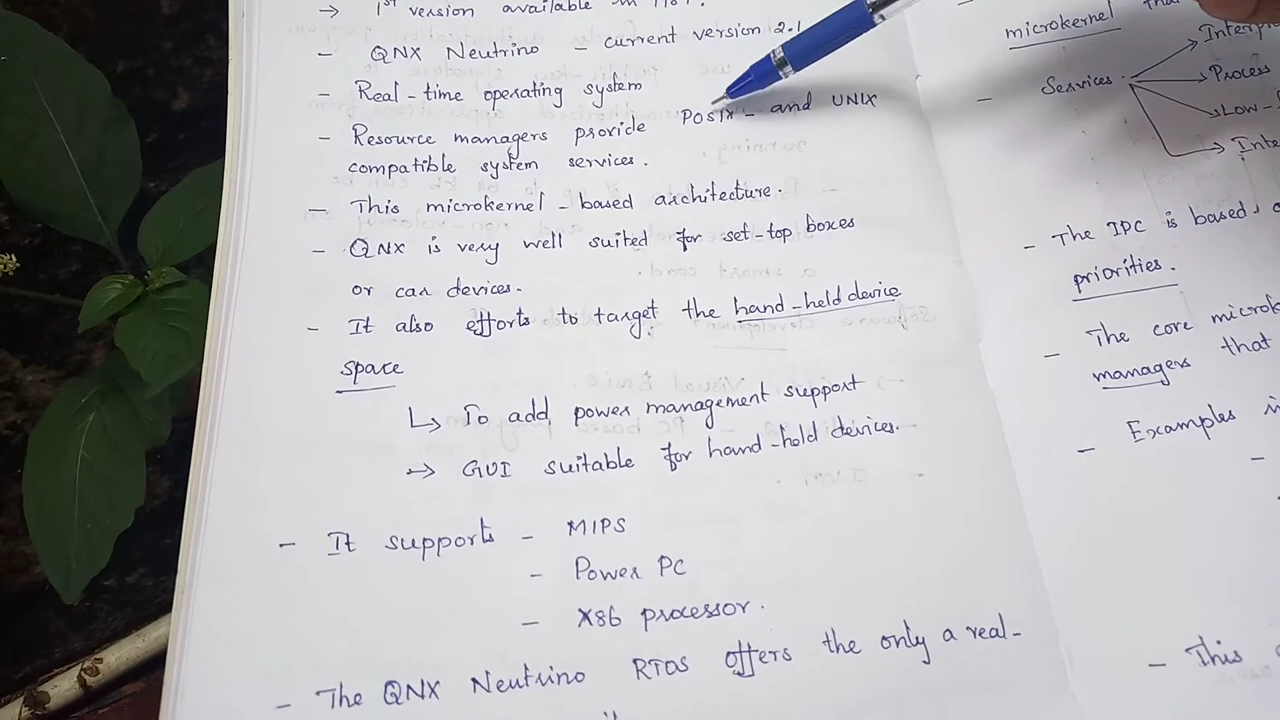 → 1st version available in
- QNX Neutrino - current version 2.1
- Real-time operating system
- Resource managers provide POSIX- and UNIX
compatible system services.
- This microkernel-based architecture.
- QNX is very well suited for set-top boxes
or car devices.
- It also efforts to target the hand-held device
space
↳ To add power management support
→ GUI suitable for hand-hold devices.
- It supports - MIPS
- Power PC
- X86 processor.
- The QNX Neutrino RTOS offers the only a real-
microkernel
- Services
Process
- The IPC is based
priorities.
- The core
managers that
- Examples
- This